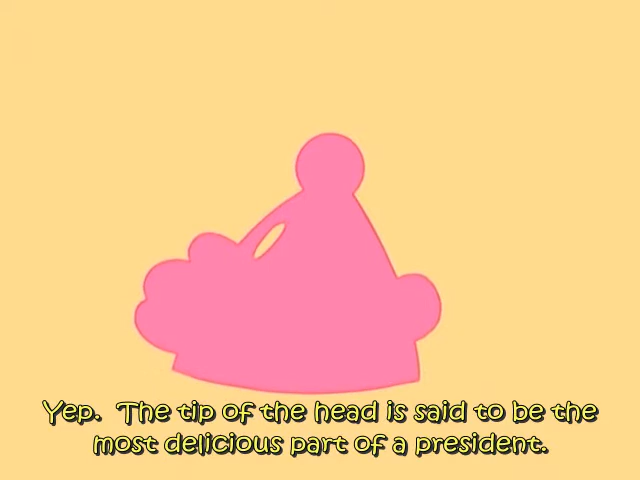 Yep.  The tip of the head is said to be the
most delicious part of a president.